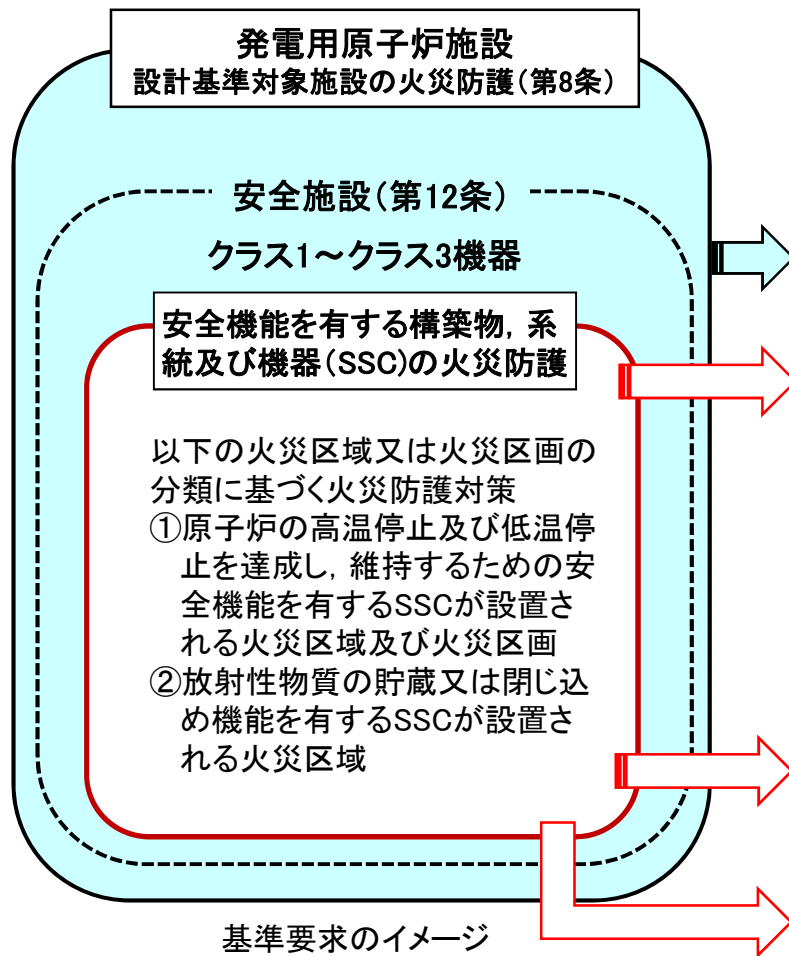 発電用原子炉施設
設計基準対象施設の火災防護(第8条)
安全施設(第12条)
クラス1～クラス3機器
安全機能を有する構築物, 系
統及び機器(SSC)の火災防護
以下の火災区域又は火災区画の
分類に基づく火災防護対策
①原子炉の高温停止及び低温停
止を達成し, 維持するための安
全機能を有するSSCが設置さ
れる火災区域及び火災区画
②放射性物質の貯蔵又は閉じ込
め機能を有するSSCが設置さ
れる火災区域
基準要求のイメージ